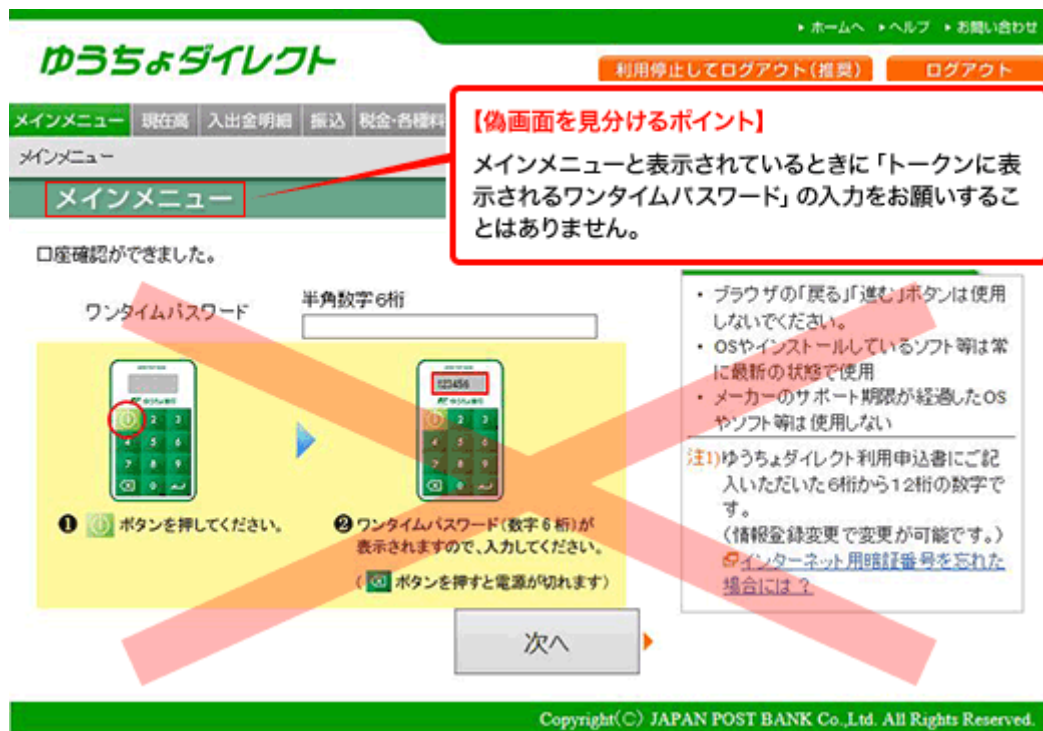 ホームへ ヘルプ お問い合わせ
ゆうちょダイレクト
利用停止してログアウト(推奨) ログアウト
メインメニュー 現在高 入出金明細 振込 税金・各種料
メインメニュー
メインメニュー
【偽画面を見分けるポイント】
メインメニューと表示されているときに「トークンに表
示されるワンタイムパスワード」の入力をお願いするこ
とはありません。
口座確認ができました。
ワンタイムパスワード
半角数字6桁
123456
❶ ボタンを押してください。
❷ワンタイムパスワード(数字6桁)が
表示されますので、入力してください。
( ボタンを押すと電源が切れます)
次へ
・ ブラウザの「戻る」「進む」ボタンは使用
しないでください。
・ OSやインストールしているソフト等は常
に最新の状態で使用
・ メーカーのサポート期限が経過したOS
やソフト等は使用しない
注1)ゆうちょダイレクト利用申込書にご記
入いただいた6桁から12桁の数字で
す。
(情報登録変更で変更が可能です。)
インターネット用暗証番号を忘れた
場合には?
Copyright(C) JAPAN POST BANK Co.,Ltd. All Rights Reserved.